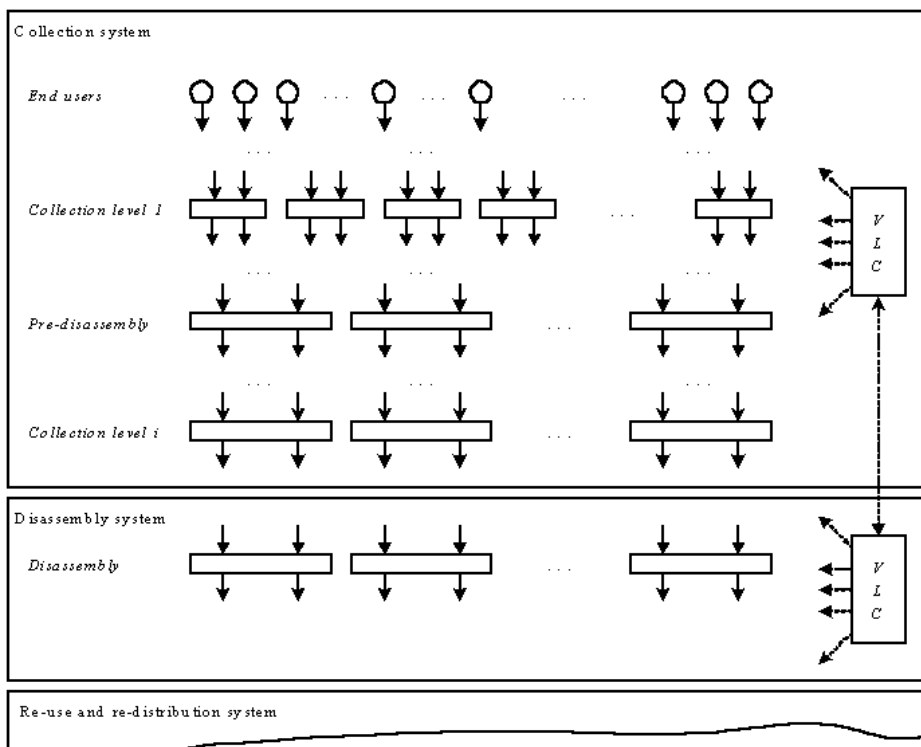 Collection system
End users
Collection level 1
V
L
C
Pre-disassembly
Collection level i
Disassembly system
Disassembly
V
L
C
Re-use and re-distribution system